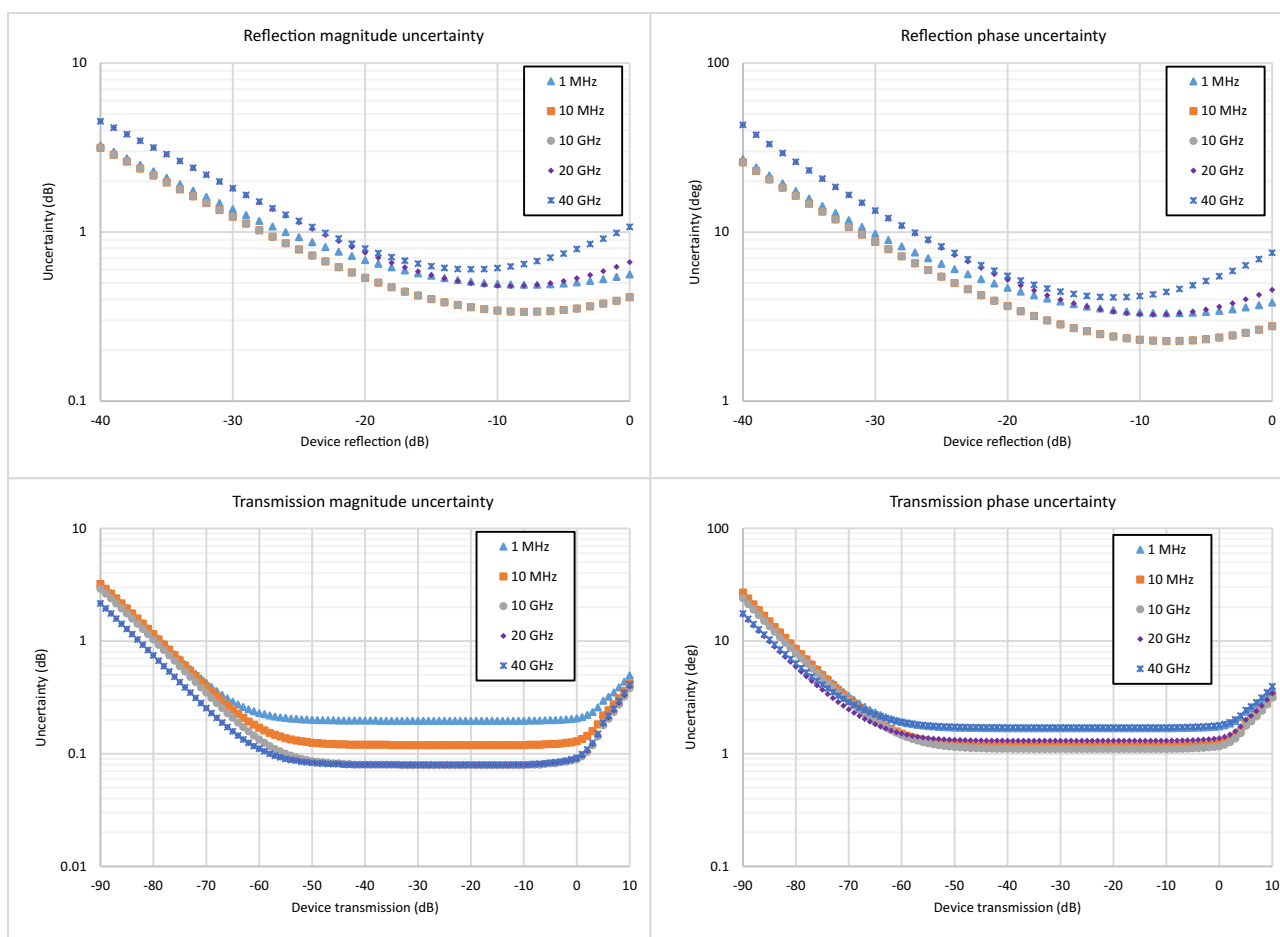 Reflection magnitude uncertainty
10
1
0.1
Uncertainty (dB)
1 MHz
10 MHz
10 GHz
20 GHz
40 GHz
-40
-30
-20
-10
0
Device reflection (dB)
Reflection phase uncertainty
100
10
1
Uncertainty (deg)
1 MHz
10 MHz
10 GHz
20 GHz
40 GHz
-40
-30
-20
-10
0
Device reflection (dB)
Transmission magnitude uncertainty
10
1
0.1
0.01
Uncertainty (dB)
1 MHz
10 MHz
10 GHz
20 GHz
40 GHz
-90
-80
-70
-60
-50
-40
-30
-20
-10
0
10
Device transmission (dB)
Transmission phase uncertainty
100
10
1
0.1
Uncertainty (deg)
1 MHz
10 MHz
10 GHz
20 GHz
40 GHz
-90
-80
-70
-60
-50
-40
-30
-20
-10
0
10
Device transmission (dB)